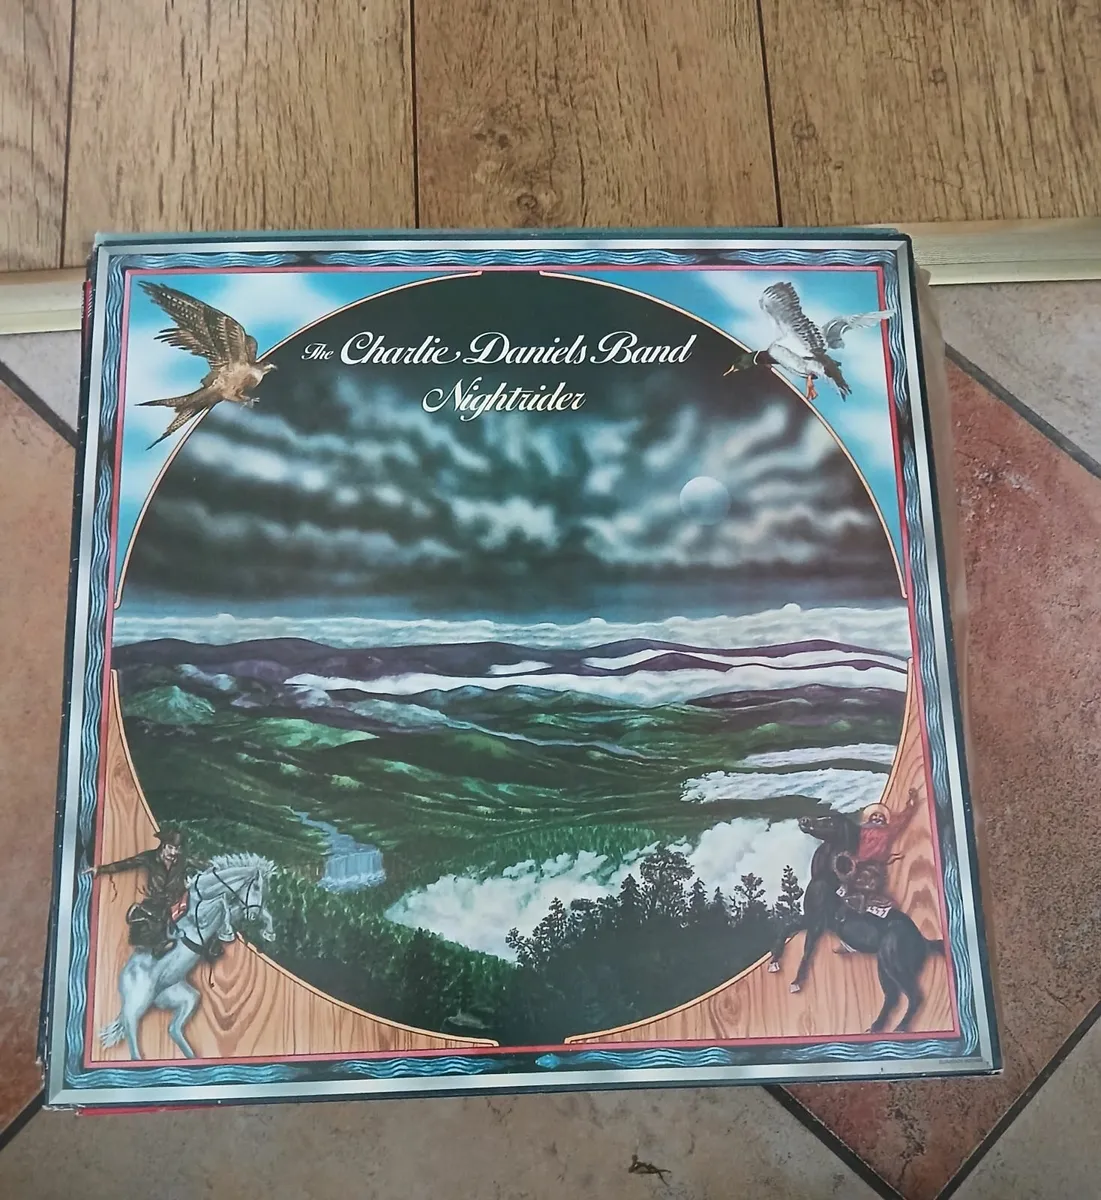 The Charlie Daniels Band
Nightrider